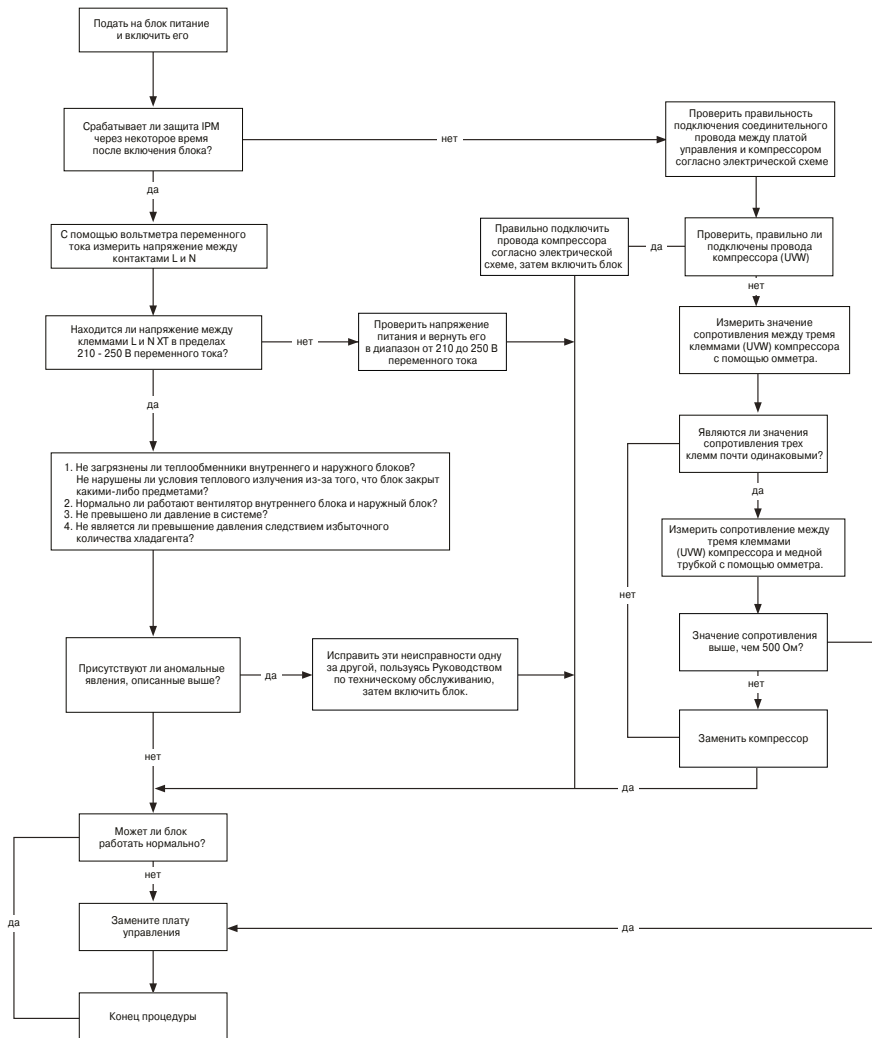 Подать на блок питание
и включить его
Срабатывает ли защита IPM
через некоторое время
после включения блока?
нет
Проверить правильность
подключения соединительного
провода между платой
управления и компрессором
согласно электрической схеме
да
С помощью вольтметра переменного
тока измерить напряжение между
контактами L и N
Правильно подключить
провода компрессора
согласно электрической
схеме, затем включить блок
да
Проверить, правильно ли
подключены провода
компрессора (UVW)
нет
Находится ли напряжение между
клеммами L и N XT в пределах
210 - 250 В переменного тока?
нет
Проверить напряжение
питания и вернуть его
в диапазон от 210 до 250 В
переменного тока
Измерить значение
сопротивления между тремя
клеммами (UVW) компрессора
с помощью омметра.
да
Являются ли значения
сопротивления трех
клемм почти одинаковыми?
да
1. Не загрязнены ли теплообменники внутреннего и наружного блоков?
Не нарушены ли условия теплового излучения из-за того, что блок закрыт
какими-либо предметами?
2. Нормально ли работают вентилятор внутреннего блока и наружный блок?
3. Не превышено ли давление в системе?
4. Не является ли превышение давления следствием избыточного
количества хладагента?
Измерить сопротивление между
тремя клеммами
(UVW) компрессора и медной
трубкой с помощью омметра.
нет
Присутствуют ли аномальные
явления, описанные выше?
да
Исправить эти неисправности одну
за другой, пользуясь Руководством
по техническому обслуживанию,
затем включить блок.
Значение сопротивления
выше, чем 500 Ом?
нет
Заменить компрессор
нет
да
Может ли блок
работать нормально?
нет
да
Замените плату
управления
да
Конец процедуры